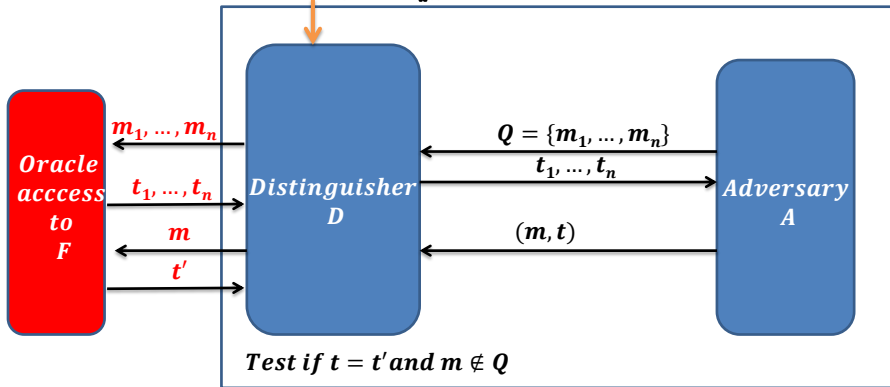 m₁, …, mₙ
Oracle
acccess
to
F
t₁, …, tₙ
m
t′
Distinguisher
D
Q = {m₁, …, mₙ}
t₁, …, tₙ
(m, t)
Adversary
A
Test if t = t′ and m ∉ Q